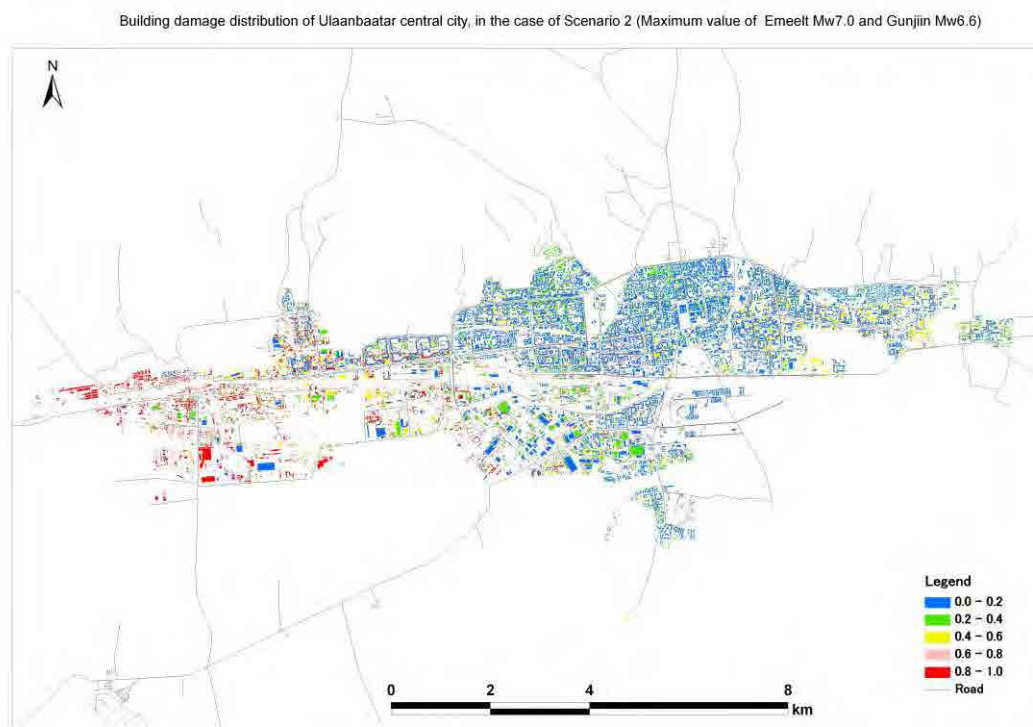 Building damage distribution of Ulaanbaatar central city, in the case of Scenario 2 (Maximum value of Emeelt Mw7.0 and Gunjiin Mw6.6)
N
Legend
0.0 - 0.2
0.2 - 0.4
0.4 - 0.6
0.6 - 0.8
0.8 - 1.0
Road
0 2 4 8
km